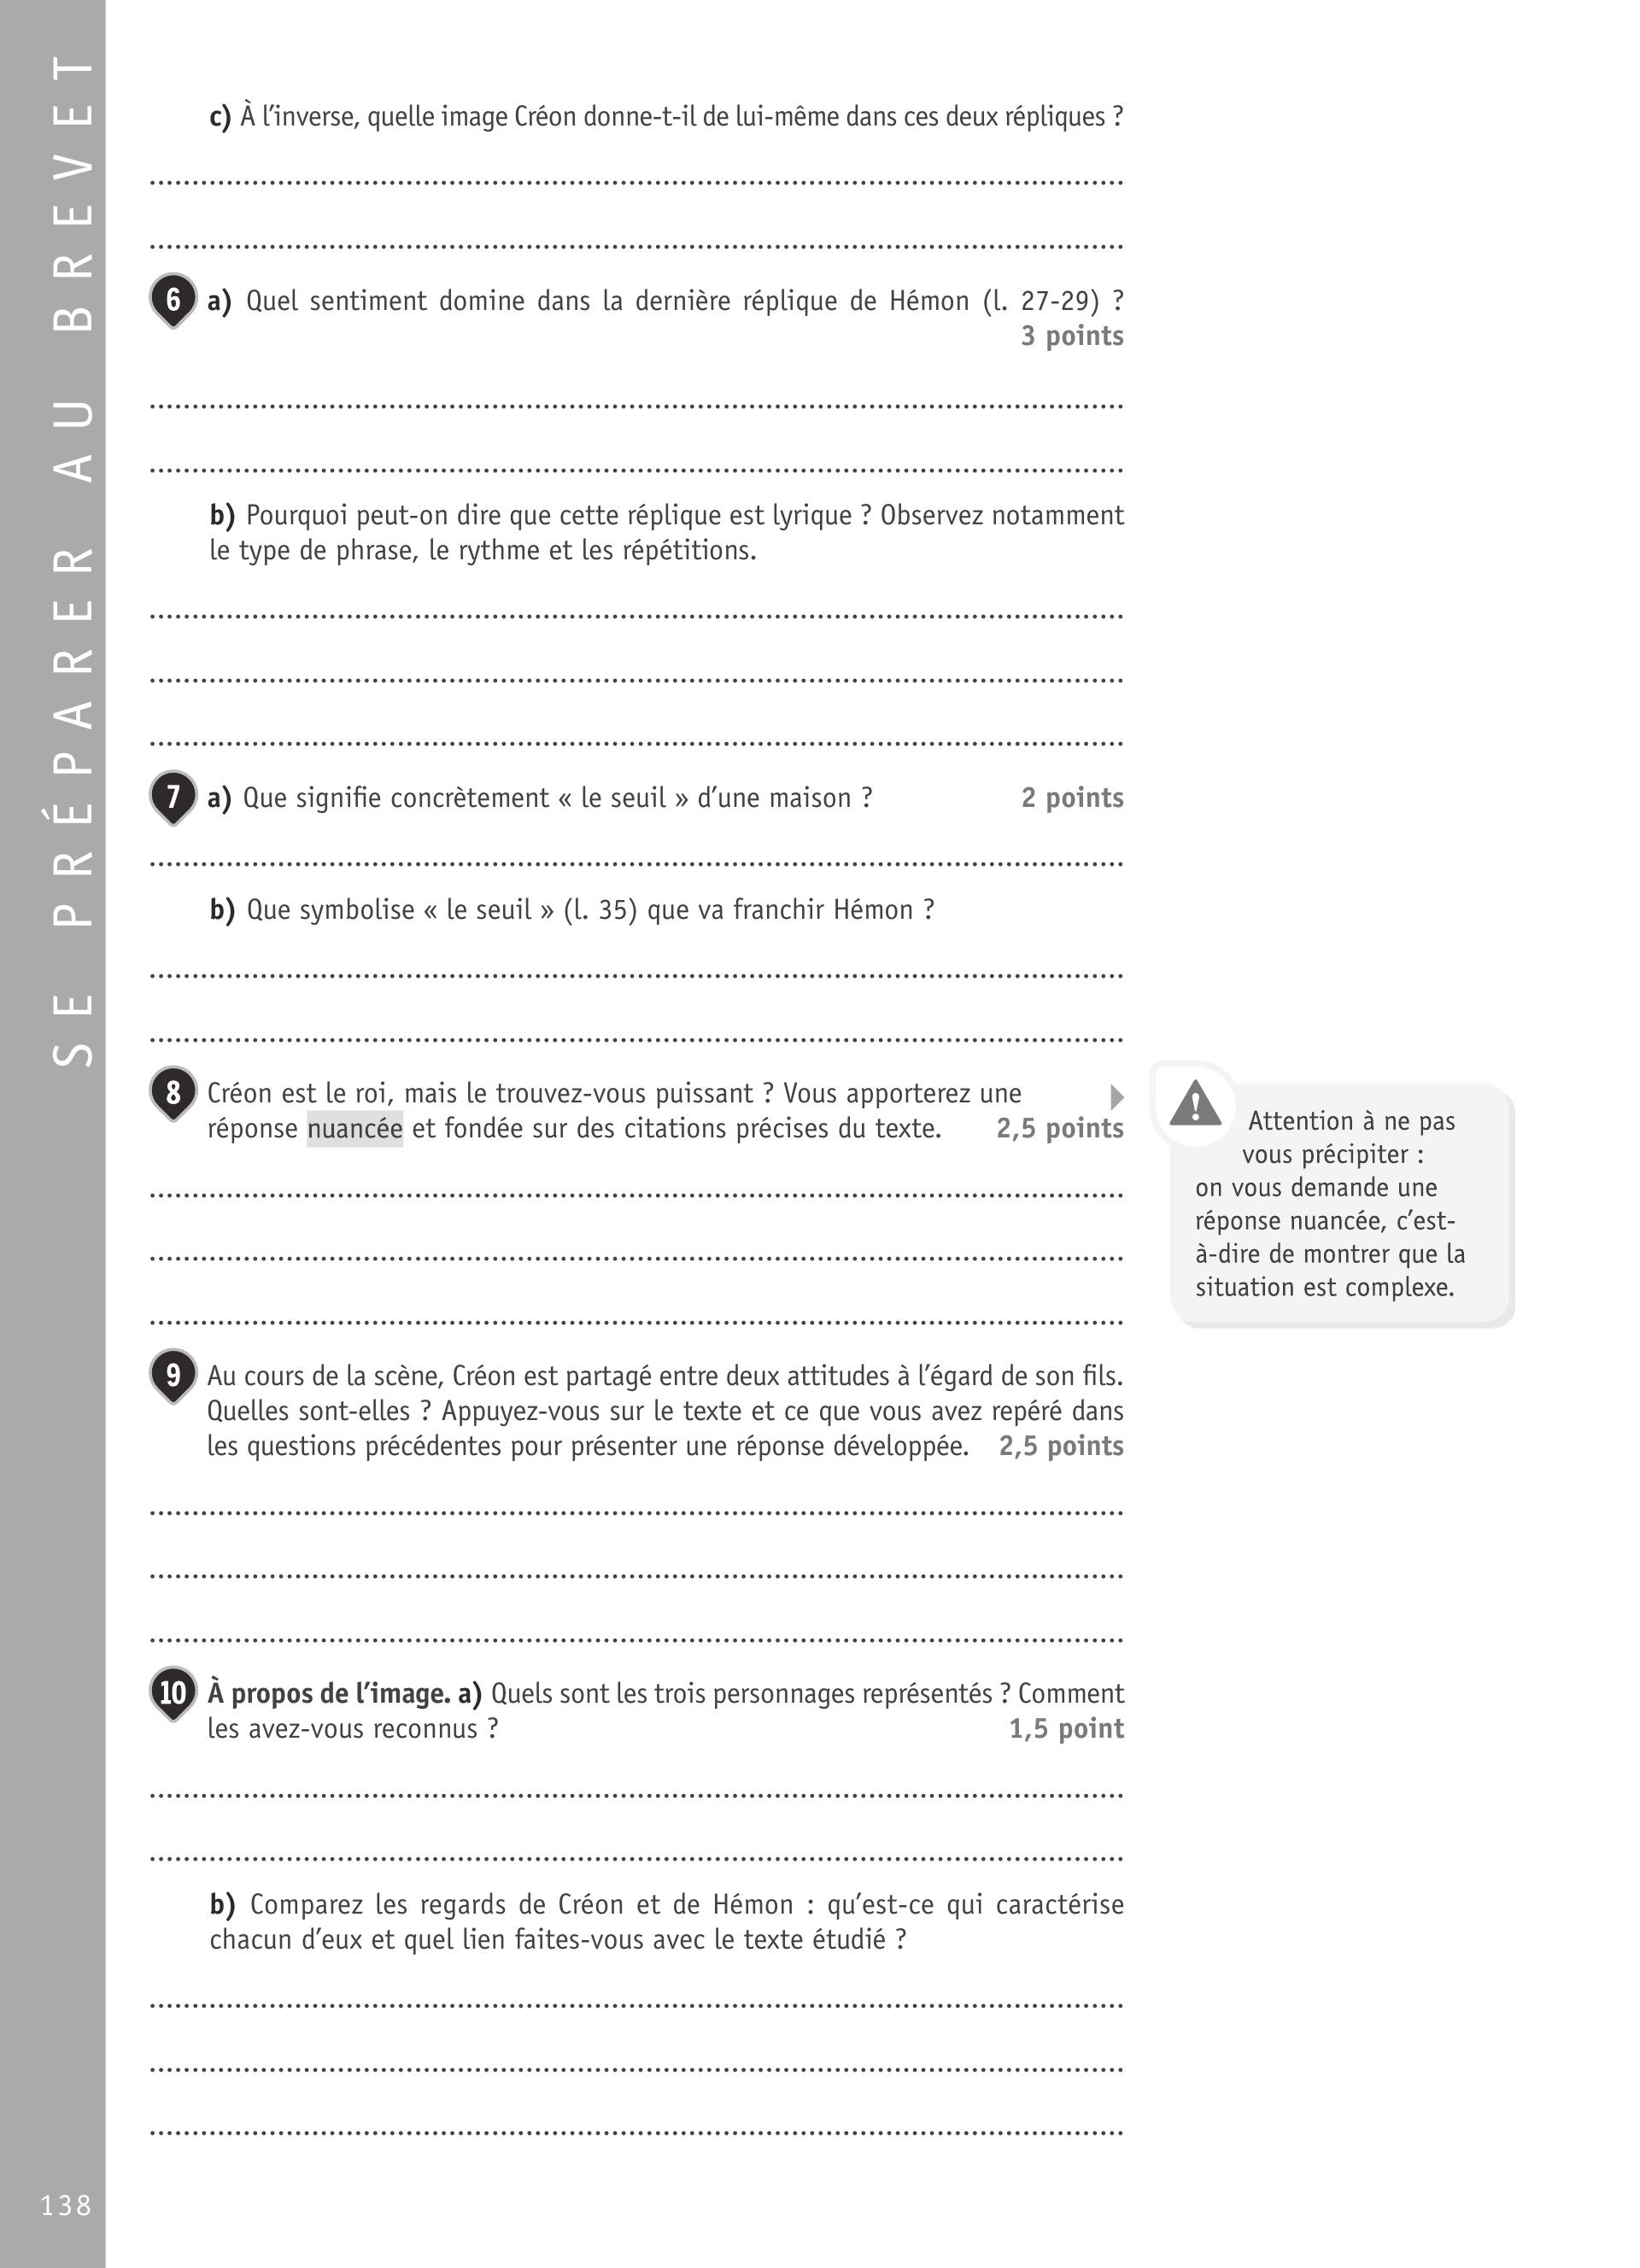 SE PRÉPARER AU BREVET
c) À l’inverse, quelle image Créon donne-t-il de lui-même dans ces deux répliques ?
6 a) Quel sentiment domine dans la dernière réplique de Hémon (l. 27-29) ?
3 points
b) Pourquoi peut-on dire que cette réplique est lyrique ? Observez notamment
le type de phrase, le rythme et les répétitions.
7 a) Que signifie concrètement « le seuil » d’une maison ? 2 points
b) Que symbolise « le seuil » (l. 35) que va franchir Hémon ?
8 Créon est le roi, mais le trouvez-vous puissant ? Vous apporterez une
réponse nuancée et fondée sur des citations précises du texte. 2,5 points
Attention à ne pas
vous précipiter :
on vous demande une
réponse nuancée, c’est-
à-dire de montrer que la
situation est complexe.
9 Au cours de la scène, Créon est partagé entre deux attitudes à l’égard de son fils.
Quelles sont-elles ? Appuyez-vous sur le texte et ce que vous avez repéré dans
les questions précédentes pour présenter une réponse développée. 2,5 points
10 À propos de l’image. a) Quels sont les trois personnages représentés ? Comment
les avez-vous reconnus ? 1,5 point
b) Comparez les regards de Créon et de Hémon : qu’est-ce qui caractérise
chacun d’eux et quel lien faites-vous avec le texte étudié ?
138